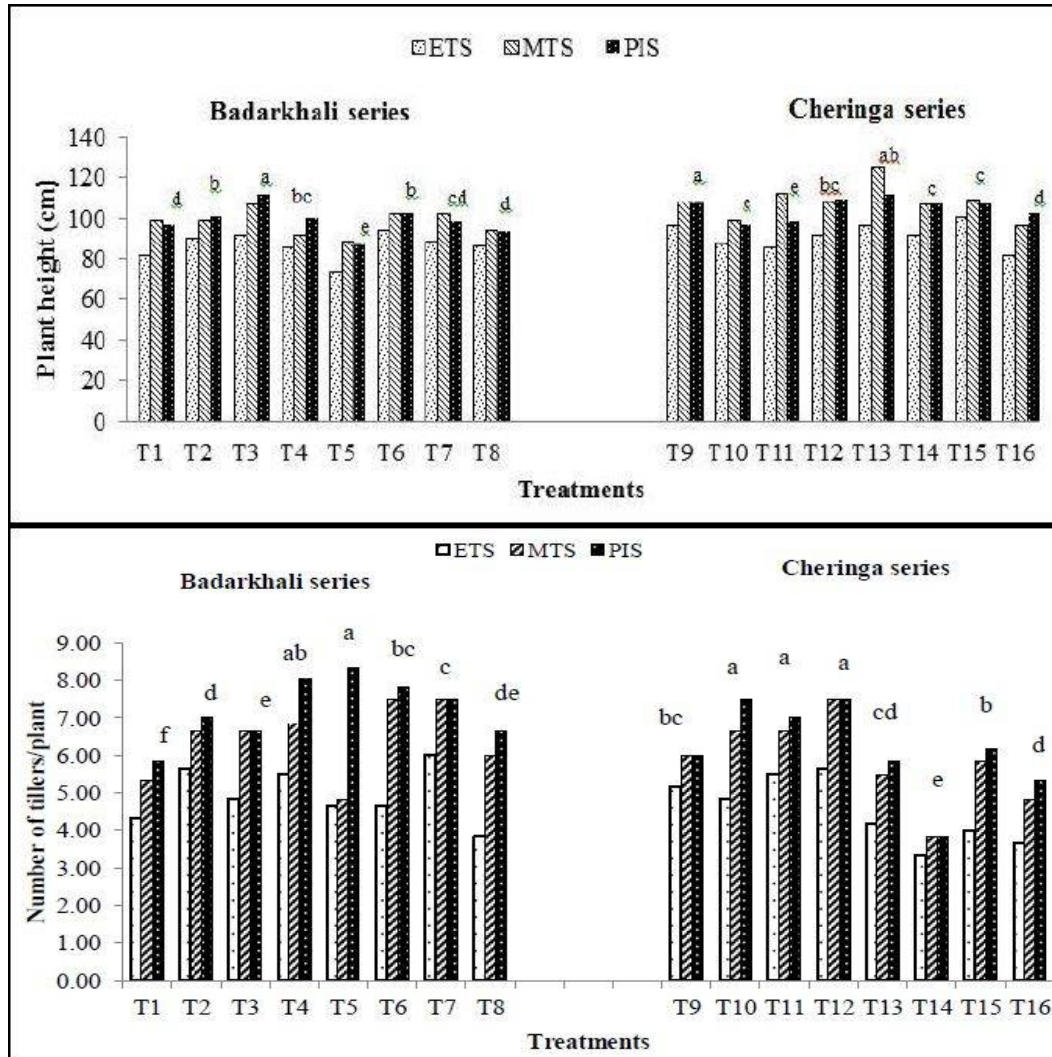 ETS MTS PIS
Badarkhali series
Cheringa series
Plant height (cm)
140
120
100
80
60
40
20
0
d b a bc e b cd d
a e e bc ab c c d
T1 T2 T3 T4 T5 T6 T7 T8
T9 T10 T11 T12 T13 T14 T15 T16
Treatments
ETS MTS PIS
Badarkhali series
Cheringa series
Number of tillers/plant
9.00
8.00
7.00
6.00
5.00
4.00
3.00
2.00
1.00
0.00
f d e ab a bc c de
bc a a a cd e b d
T1 T2 T3 T4 T5 T6 T7 T8
T9 T10 T11 T12 T13 T14 T15 T16
Treatments